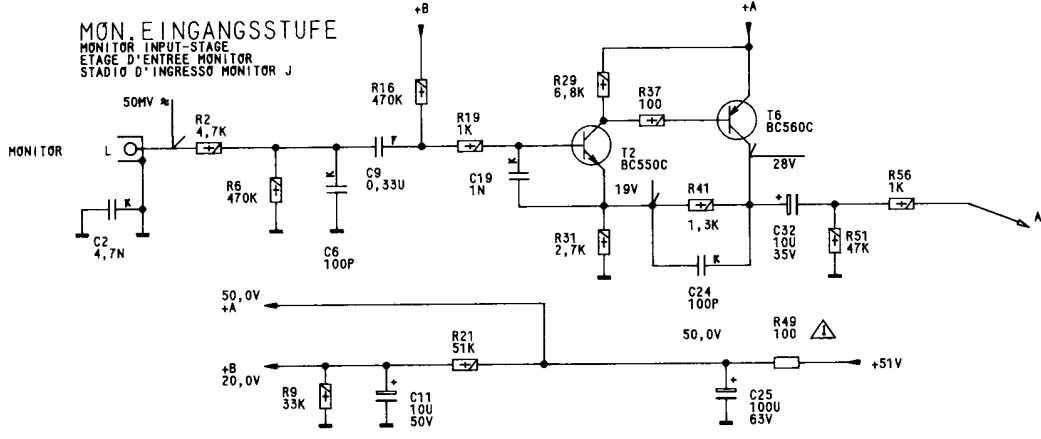 MON. EINGANGSSTUFE
MONITOR INPUT-STAGE
ETAGE D'ENTREE MONITOR
STADIO D'INGRESSO MONITOR J
+B
+A
50MV ≈
R2
4,7K
R16
470K
R19
1K
R29
6,8K
R37
100
T6
BC560C
MONITOR
L
K
C2
4,7N
R6
470K
K
C6
100P
F
C9
0,33U
K
C19
1N
T2
BC550C
19V
28V
R41
1,3K
R31
2,7K
K
C24
100P
+
C32
10U
35V
R51
47K
R56
1K
A
50,0V
+A
R21
51K
50,0V
R49
100
+51V
+B
20,0V
R9
33K
+
C11
10U
50V
+
C25
100U
63V